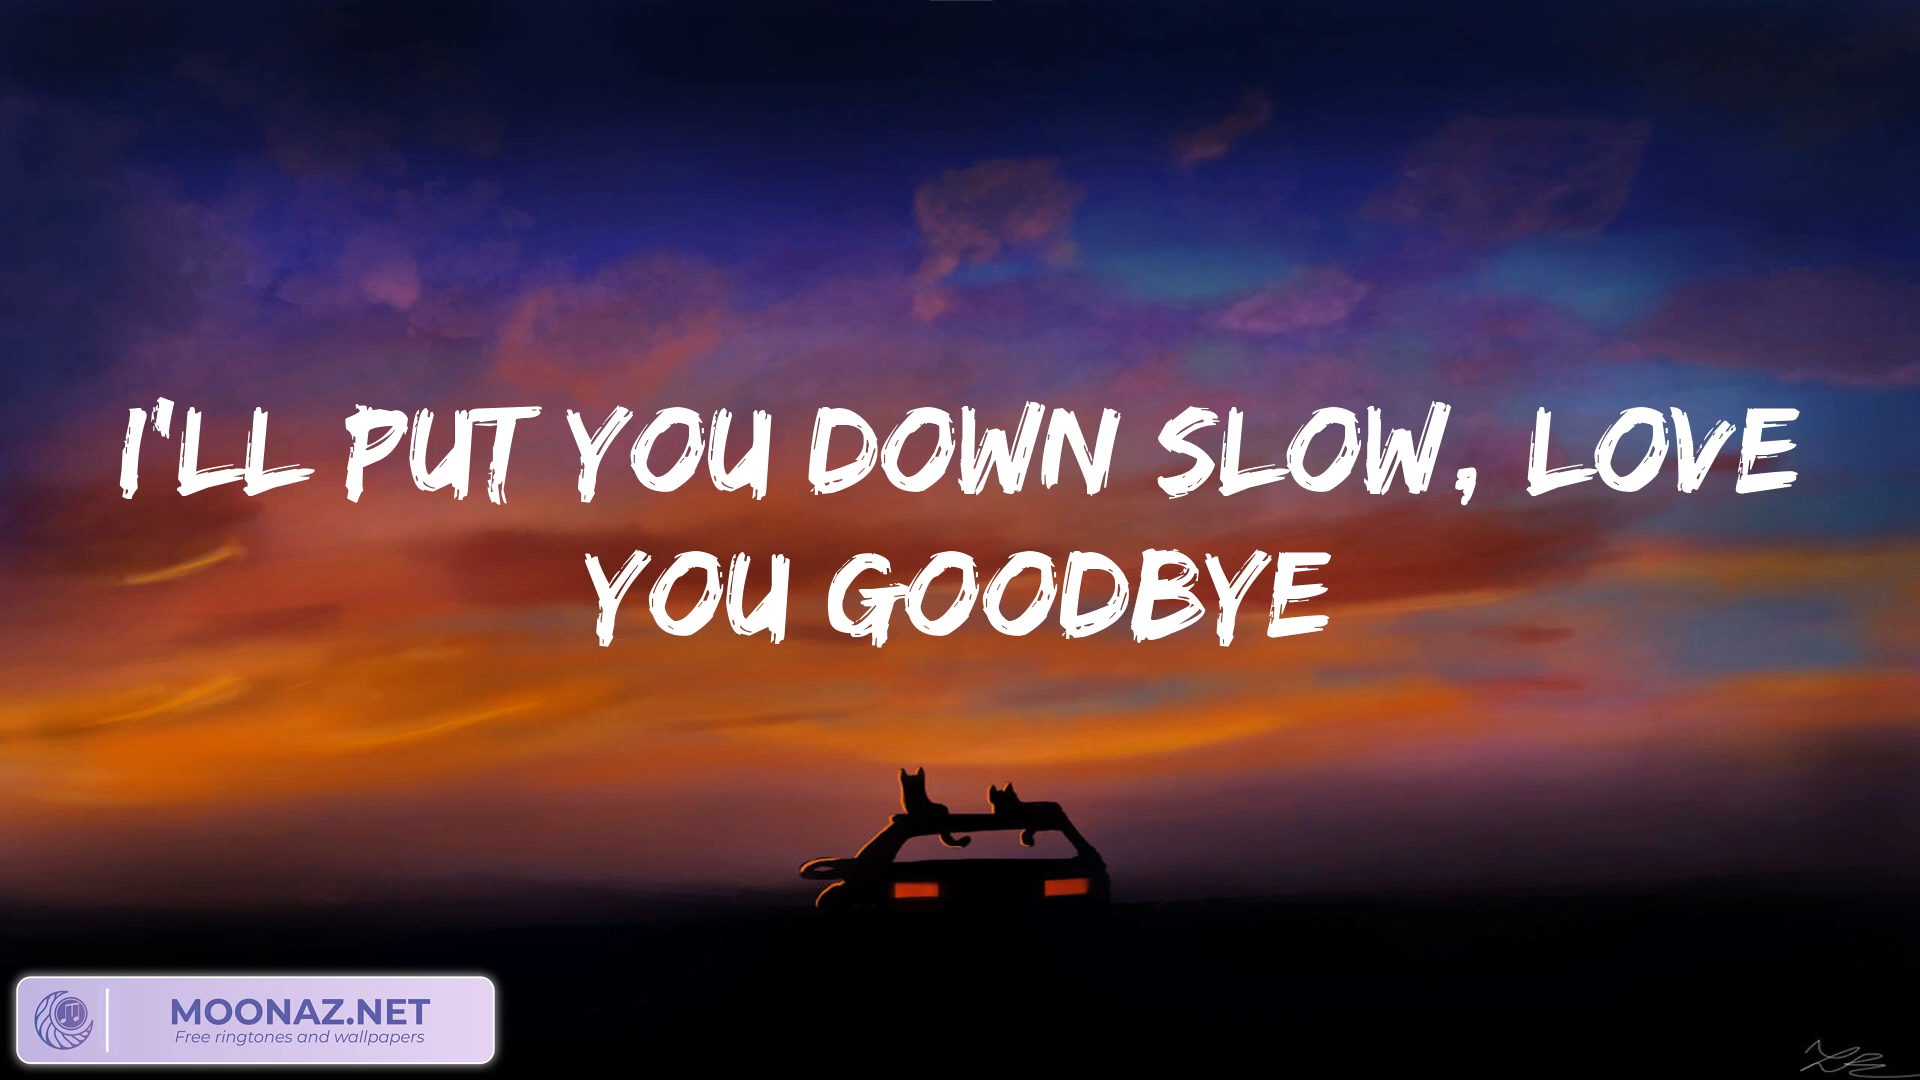 I'LL PUT YOU DOWN SLOW, LOVE
YOU GOODBYE
MOONAZ.NET
Free ringtones and wallpapers